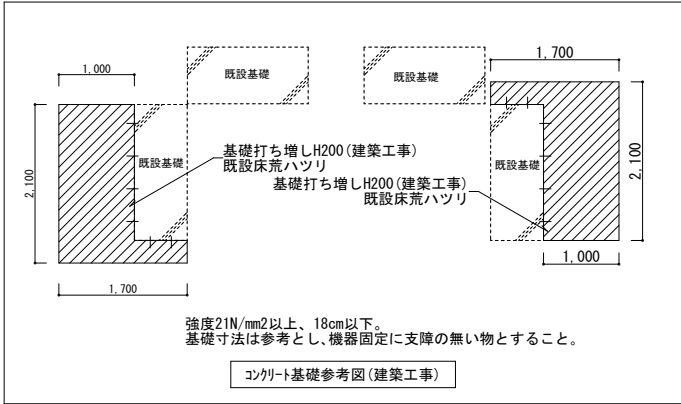 1,000
既設基礎
既設基礎
1,700
2,100
既設基礎
基礎打ち増しH200(建築工事)
既設床荒ハツリ
基礎打ち増しH200(建築工事)
既設床荒ハツリ
既設基礎
2,100
1,700
1,000
強度21N/mm2以上、18cm以下。
基礎寸法は参考とし、機器固定に支障の無い物とすること。
コンクリート基礎参考図(建築工事)